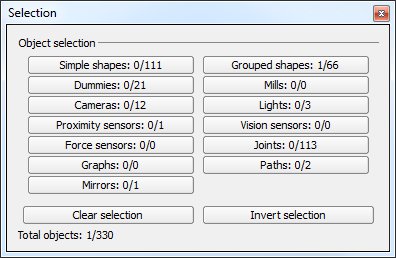 Selection
Object selection
Simple shapes: 0/111 Grouped shapes: 1/66
Dummies: 0/21 Mills: 0/0
Cameras: 0/12 Lights: 0/3
Proximity sensors: 0/1 Vision sensors: 0/0
Force sensors: 0/0 Joints: 0/113
Graphs: 0/0 Paths: 0/2
Mirrors: 0/1
Clear selection Invert selection
Total objects: 1/330